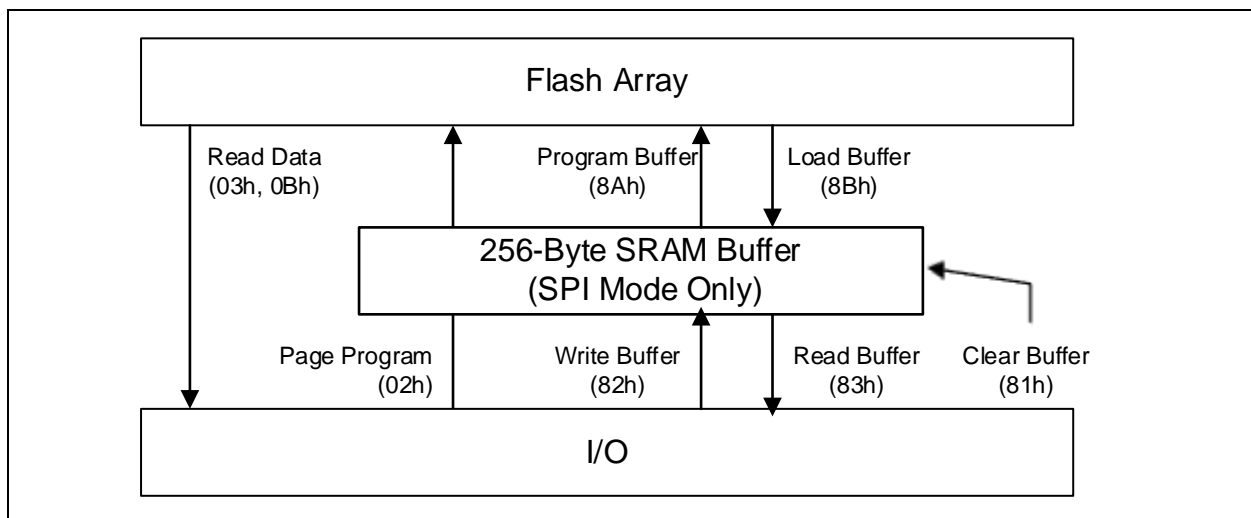 Flash Array
Read Data
(03h, 0Bh)
Program Buffer
(8Ah)
Load Buffer
(8Bh)
256-Byte SRAM Buffer
(SPI Mode Only)
Page Program
(02h)
Write Buffer
(82h)
Read Buffer
(83h)
Clear Buffer
(81h)
I/O